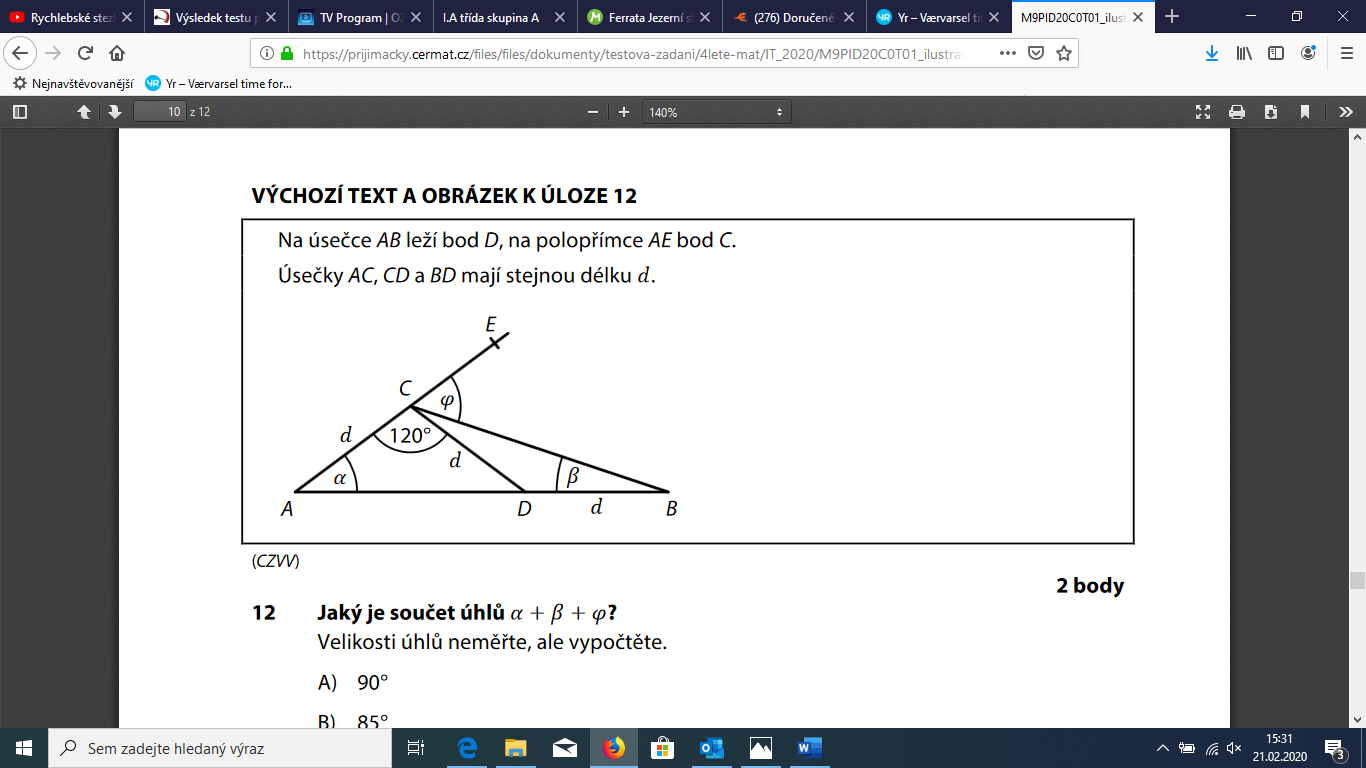 Rychlebské stez
Výsledek testu p
TV Program | O2
I.A třída skupina A
Ferrata Jezerní s
(276) Doručené
Yr – Værvarsel tim
M9PID20C0T01_ilust
https://prijimacky.cermat.cz/files/files/dokumenty/testova-zadani/4lete-mat/IT_2020/M9PID20C0T01_ilustra
Nejnavštěvovanější
Yr – Værvarsel time for...
10 z 12
140%
VÝCHOZÍ TEXT A OBRÁZEK K ÚLOZE 12
Na úsečce AB leží bod D, na polopřímce AE bod C.
Úsečky AC, CD a BD mají stejnou délku d.
E
C
φ
d
120°
d
α
β
A
D
d
B
(CZVV)
2 body
12 Jaký je součet úhlů α + β + φ?
Velikosti úhlů neměřte, ale vypočtěte.
A) 90°
B) 85°
Sem zadejte hledaný výraz
15:31
21.02.2020
3